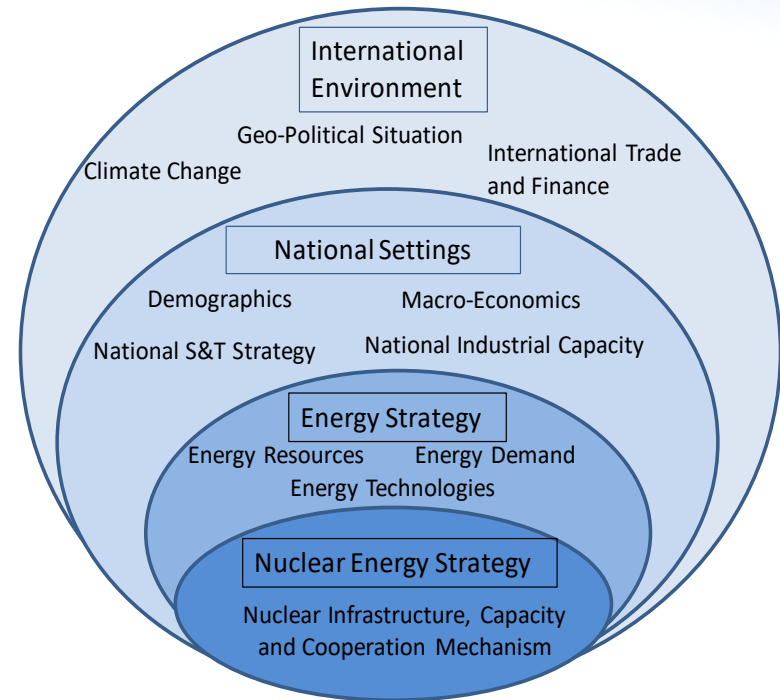 International
Environment
Geo-Political Situation
Climate Change
International Trade
and Finance
National Settings
Demographics
Macro-Economics
National S&T Strategy
National Industrial Capacity
Energy Strategy
Energy Resources
Energy Demand
Energy Technologies
Nuclear Energy Strategy
Nuclear Infrastructure, Capacity
and Cooperation Mechanism